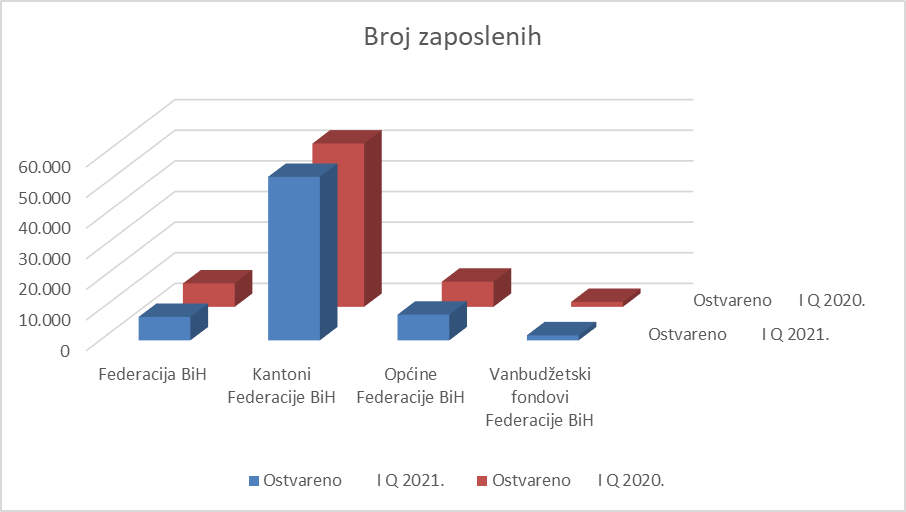 Broj zaposlenih
60.000
50.000
40.000
30.000
20.000
10.000
0
Ostvareno I Q 2020.
Ostvareno I Q 2021.
Federacija BiH
Kantoni
Federacije BiH
Općine
Federacije BiH
Vanbudžetski
fondovi
Federacije BiH
Ostvareno I Q 2021.
Ostvareno I Q 2020.